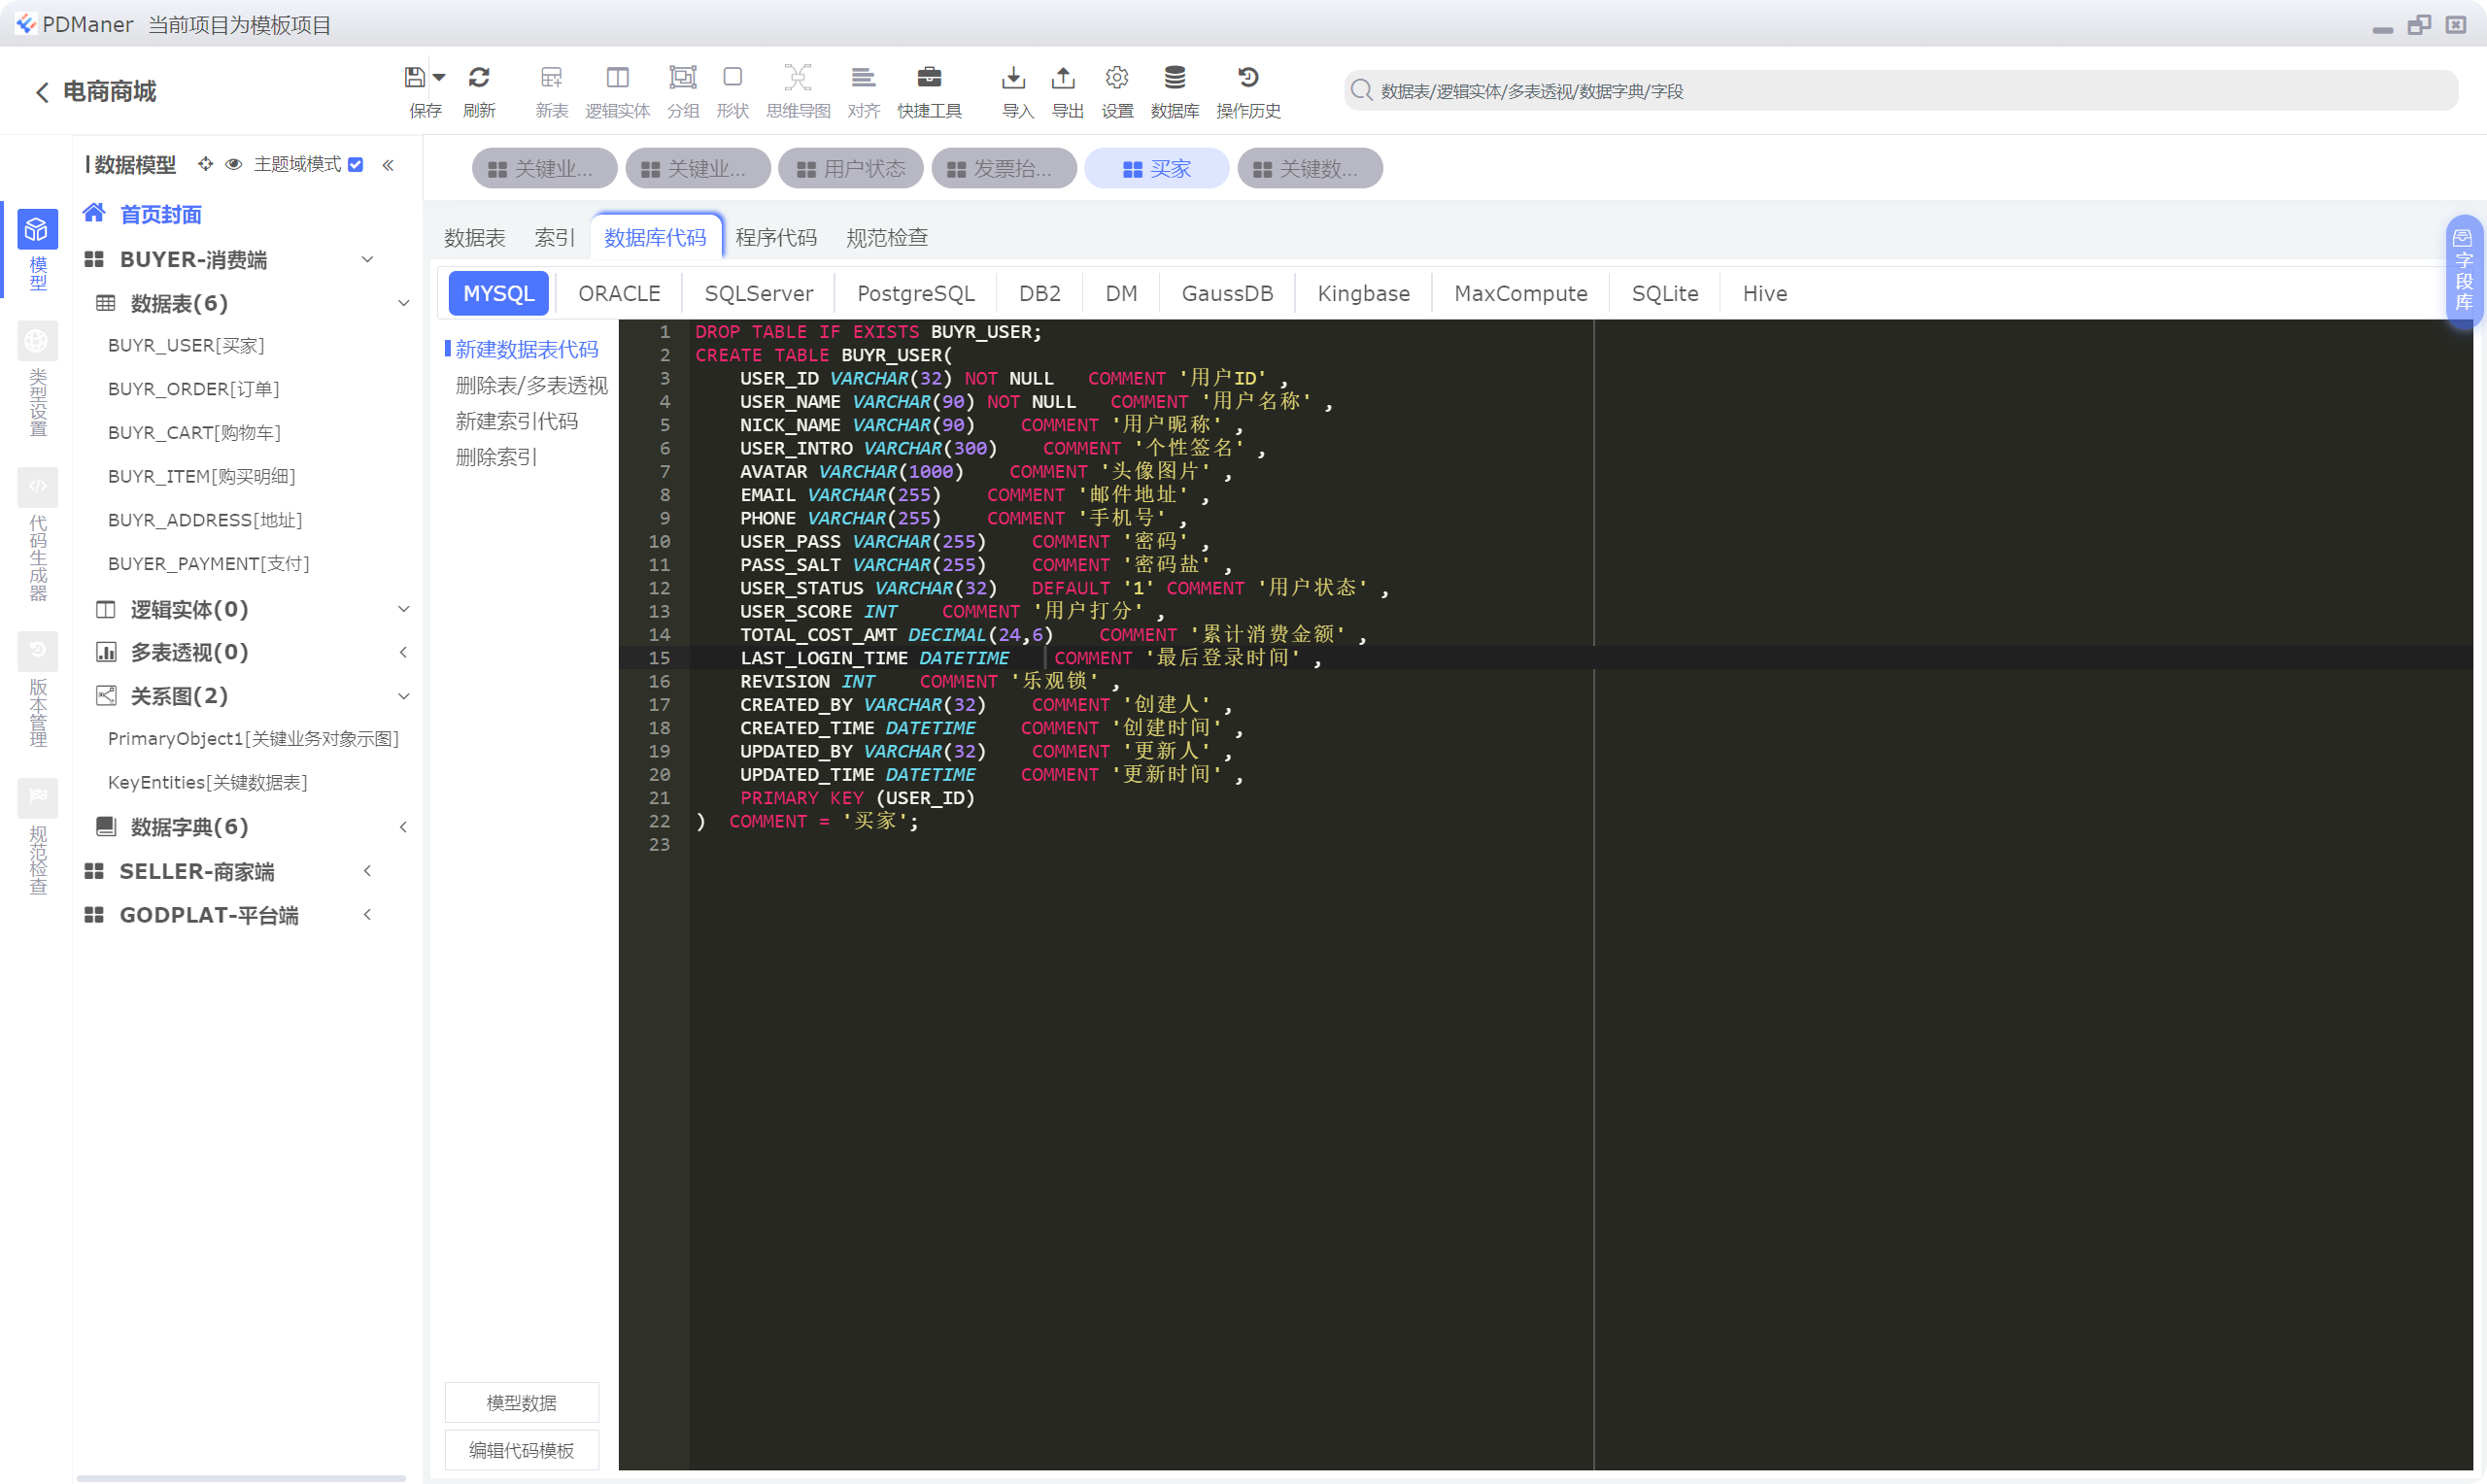 PDManer 当前项目为模板项目
电商商城
保存 刷新 新表 逻辑实体 分组 形状 思维导图 对齐 快捷工具 导入 导出 设置 数据库 操作历史
数据表/逻辑实体/多表透视/数据字典/字段
模型
类型设置
代码生成器
版本管理
规范检查
数据模型 主题域模式
首页封面
BUYER-消费端
数据表(6)
BUYR_USER[买家]
BUYR_ORDER[订单]
BUYR_CART[购物车]
BUYR_ITEM[购买明细]
BUYR_ADDRESS[地址]
BUYER_PAYMENT[支付]
逻辑实体(0)
多表透视(0)
关系图(2)
PrimaryObject1[关键业务对象示图]
KeyEntities[关键数据表]
数据字典(6)
SELLER-商家端
GODPLAT-平台端
关键业... 关键业... 用户状态 发票抬... 买家 关键数...
数据表 索引 数据库代码 程序代码 规范检查
字段库
MYSQL ORACLE SQLServer PostgreSQL DB2 DM GaussDB Kingbase MaxCompute SQLite Hive
新建数据表代码
删除表/多表透视
新建索引代码
删除索引
模型数据
编辑代码模板
1 DROP TABLE IF EXISTS BUYR_USER;
2 CREATE TABLE BUYR_USER(
3 USER_ID VARCHAR(32) NOT NULL COMMENT '用户ID' ,
4 USER_NAME VARCHAR(90) NOT NULL COMMENT '用户名称' ,
5 NICK_NAME VARCHAR(90) COMMENT '用户昵称' ,
6 USER_INTRO VARCHAR(300) COMMENT '个性签名' ,
7 AVATAR VARCHAR(1000) COMMENT '头像图片' ,
8 EMAIL VARCHAR(255) COMMENT '邮件地址' ,
9 PHONE VARCHAR(255) COMMENT '手机号' ,
10 USER_PASS VARCHAR(255) COMMENT '密码' ,
11 PASS_SALT VARCHAR(255) COMMENT '密码盐' ,
12 USER_STATUS VARCHAR(32) DEFAULT '1' COMMENT '用户状态' ,
13 USER_SCORE INT COMMENT '用户打分' ,
14 TOTAL_COST_AMT DECIMAL(24,6) COMMENT '累计消费金额' ,
15 LAST_LOGIN_TIME DATETIME COMMENT '最后登录时间' ,
16 REVISION INT COMMENT '乐观锁' ,
17 CREATED_BY VARCHAR(32) COMMENT '创建人' ,
18 CREATED_TIME DATETIME COMMENT '创建时间' ,
19 UPDATED_BY VARCHAR(32) COMMENT '更新人' ,
20 UPDATED_TIME DATETIME COMMENT '更新时间' ,
21 PRIMARY KEY (USER_ID)
22 ) COMMENT = '买家';
23